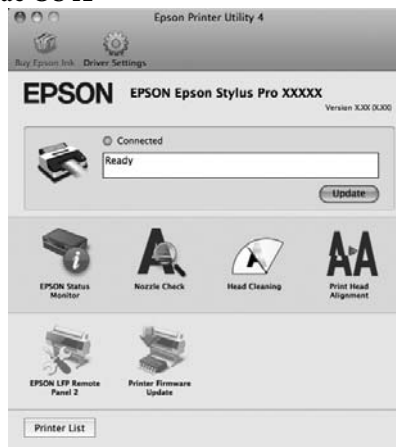 Epson Printer Utility 4
Buy Epson Ink
Driver Settings
EPSON
EPSON Epson Stylus Pro XXXXX
Version X.XX (X.XX)
Connected
Ready
Update
EPSON Status
Monitor
Nozzle Check
Head Cleaning
Print Head
Alignment
EPSON LFP Remote
Panel 2
Printer Firmware
Update
Printer List